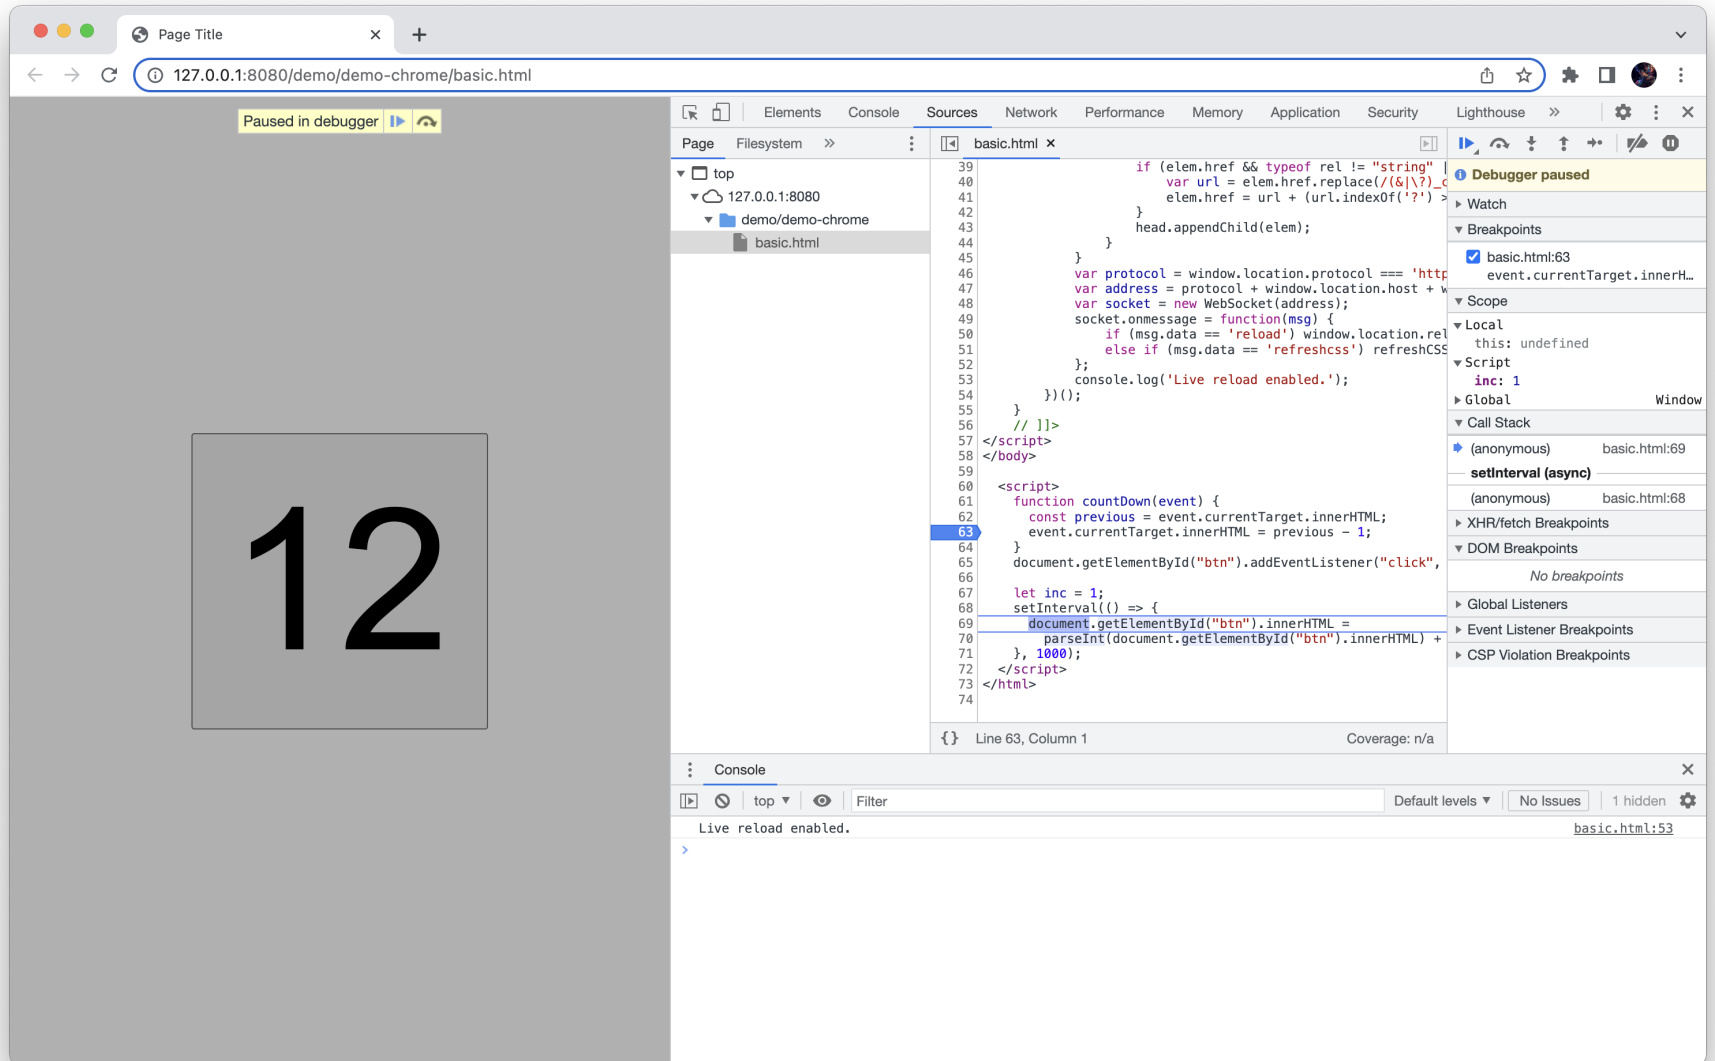 Page Title
127.0.0.1:8080/demo/demo-chrome/basic.html
Paused in debugger
12
Elements Console Sources Network Performance Memory Application Security Lighthouse
Page Filesystem
top
127.0.0.1:8080
demo/demo-chrome
basic.html
basic.html
39 if (elem.href && typeof rel != "string" |
40 var url = elem.href.replace(/(&|\?)_c
41 elem.href = url + (url.indexOf('?') >
42 }
43 head.appendChild(elem);
44 }
45 }
46 var protocol = window.location.protocol === 'http
47 var address = protocol + window.location.host + w
48 var socket = new WebSocket(address);
49 socket.onmessage = function(msg) {
50 if (msg.data == 'reload') window.location.rel
51 else if (msg.data == 'refreshcss') refreshCSS
52 };
53 console.log('Live reload enabled.');
54 })();
55 }
56 // ]]>
57 </script>
58 </body>
59
60 <script>
61 function countDown(event) {
62 const previous = event.currentTarget.innerHTML;
63 event.currentTarget.innerHTML = previous - 1;
64 }
65 document.getElementById("btn").addEventListener("click",
66
67 let inc = 1;
68 setInterval(() => {
69 document.getElementById("btn").innerHTML =
70 parseInt(document.getElementById("btn").innerHTML) +
71 }, 1000);
72 </script>
73 </html>
74
{} Line 63, Column 1 Coverage: n/a
Debugger paused
Watch
Breakpoints
basic.html:63
event.currentTarget.innerH…
Scope
Local
this: undefined
Script
inc: 1
Global Window
Call Stack
(anonymous) basic.html:69
setInterval (async)
(anonymous) basic.html:68
XHR/fetch Breakpoints
DOM Breakpoints
No breakpoints
Global Listeners
Event Listener Breakpoints
CSP Violation Breakpoints
Console
top Filter Default levels No Issues 1 hidden
Live reload enabled. basic.html:53